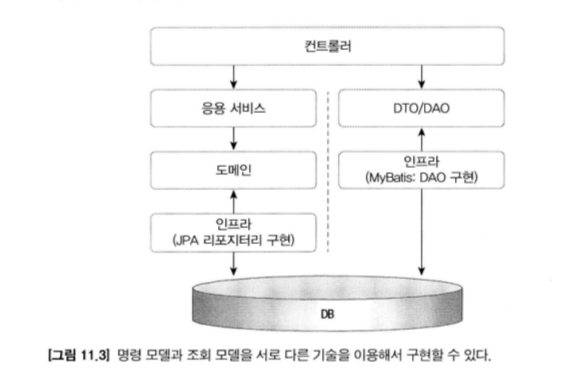 컨트롤러
응용 서비스
DTO/DAO
도메인
인프라
(MyBatis: DAO 구현)
인프라
(JPA 리포지터리 구현)
DB
[그림 11.3] 명령 모델과 조회 모델을 서로 다른 기술을 이용해서 구현할 수 있다.